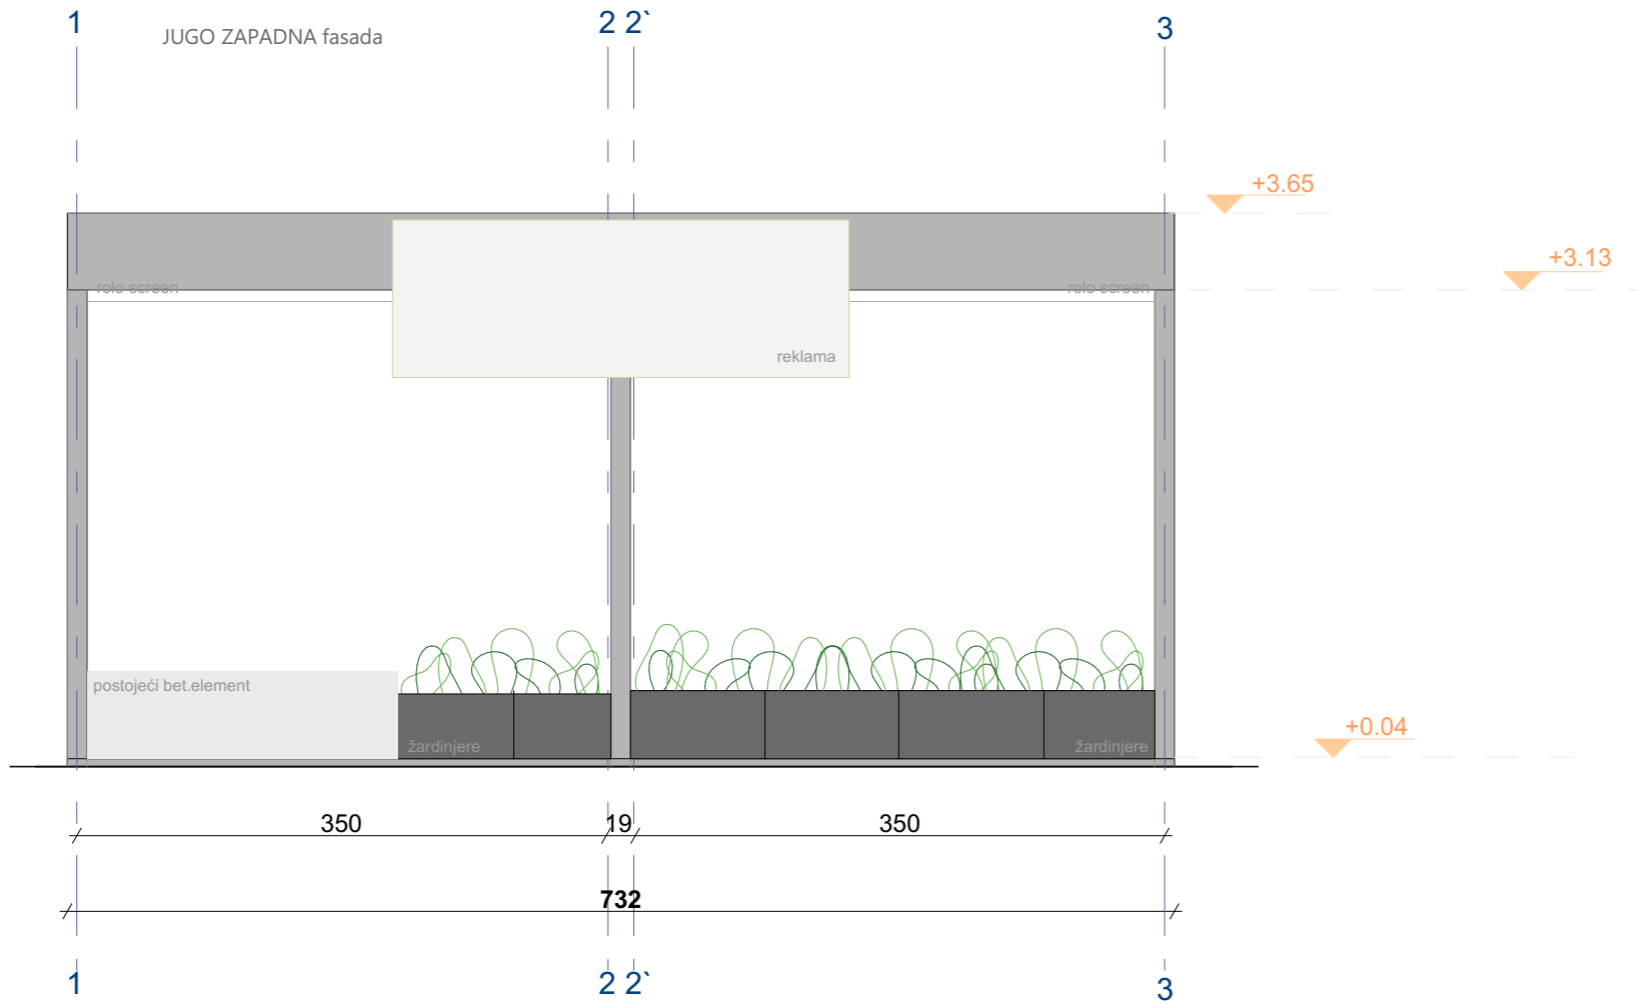 1
2 2`
3
JUGO ZAPADNA fasada
+3.65
+3.13
rolo screen
rolo screen
reklama
postojeći bet.element
žardinjere
žardinjere
+0.04
350
19
350
732
1
2 2`
3